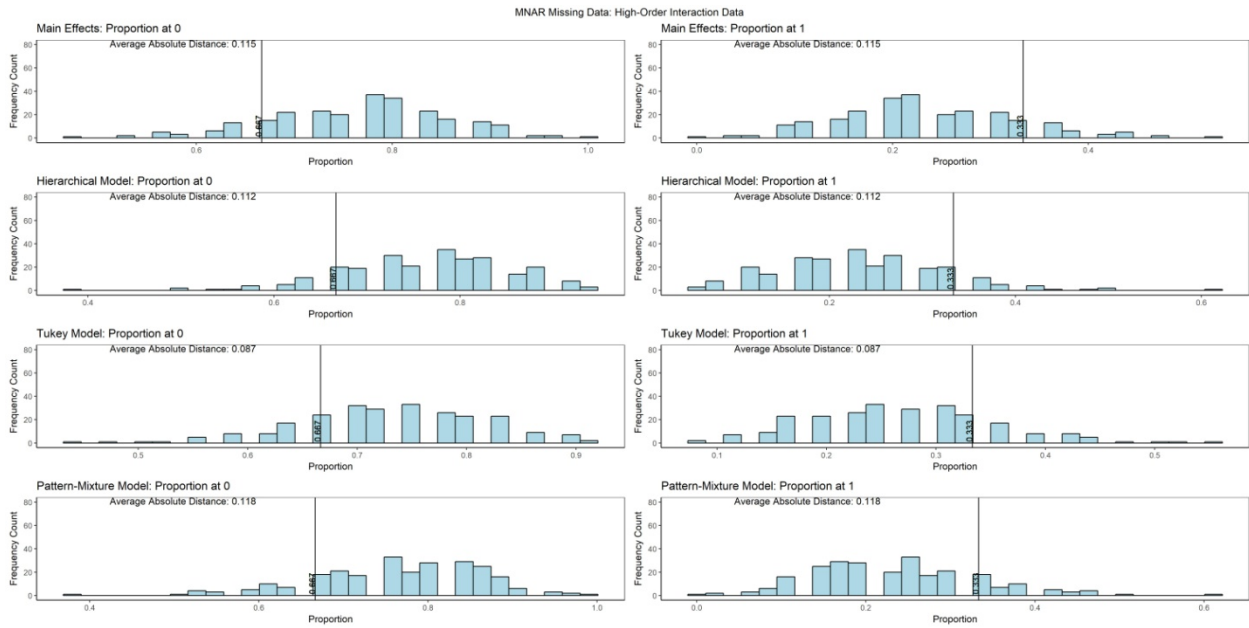 MNAR Missing Data: High-Order Interaction Data
Main Effects: Proportion at 0
Average Absolute Distance: 0.115
Frequency Count
80
60
40
20
0
0.667
0.6 0.8 1.0
Proportion
Main Effects: Proportion at 1
Average Absolute Distance: 0.115
Frequency Count
80
60
40
20
0
0.333
0.0 0.2 0.4
Proportion
Hierarchical Model: Proportion at 0
Average Absolute Distance: 0.112
Frequency Count
80
60
40
20
0
0.667
0.4 0.6 0.8
Proportion
Hierarchical Model: Proportion at 1
Average Absolute Distance: 0.112
Frequency Count
80
60
40
20
0
0.333
0.2 0.4 0.6
Proportion
Tukey Model: Proportion at 0
Average Absolute Distance: 0.087
Frequency Count
80
60
40
20
0
0.667
0.5 0.6 0.7 0.8 0.9
Proportion
Tukey Model: Proportion at 1
Average Absolute Distance: 0.087
Frequency Count
80
60
40
20
0
0.333
0.1 0.2 0.3 0.4 0.5
Proportion
Pattern-Mixture Model: Proportion at 0
Average Absolute Distance: 0.118
Frequency Count
80
60
40
20
0
0.667
0.4 0.6 0.8 1.0
Proportion
Pattern-Mixture Model: Proportion at 1
Average Absolute Distance: 0.118
Frequency Count
80
60
40
20
0
0.333
0.0 0.2 0.4 0.6
Proportion